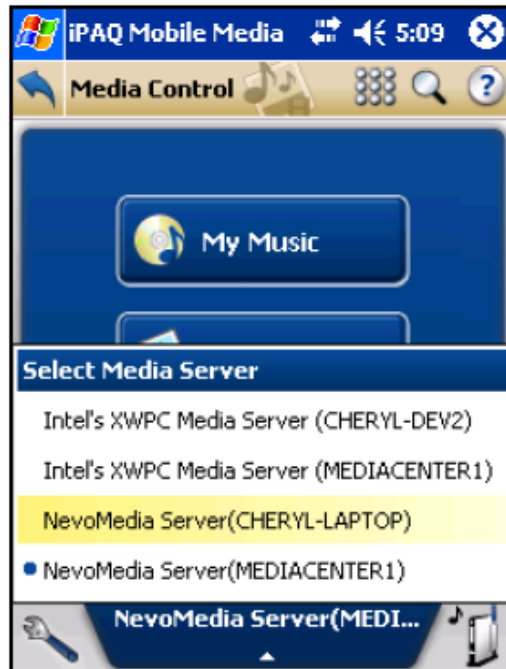 iPAQ Mobile Media 5:09
Media Control ?
My Music
Select Media Server
Intel's XWPC Media Server (CHERYL-DEV2)
Intel's XWPC Media Server (MEDIACENTER1)
NevoMedia Server(CHERYL-LAPTOP)
NevoMedia Server(MEDIACENTER1)
NevoMedia Server(MEDI...